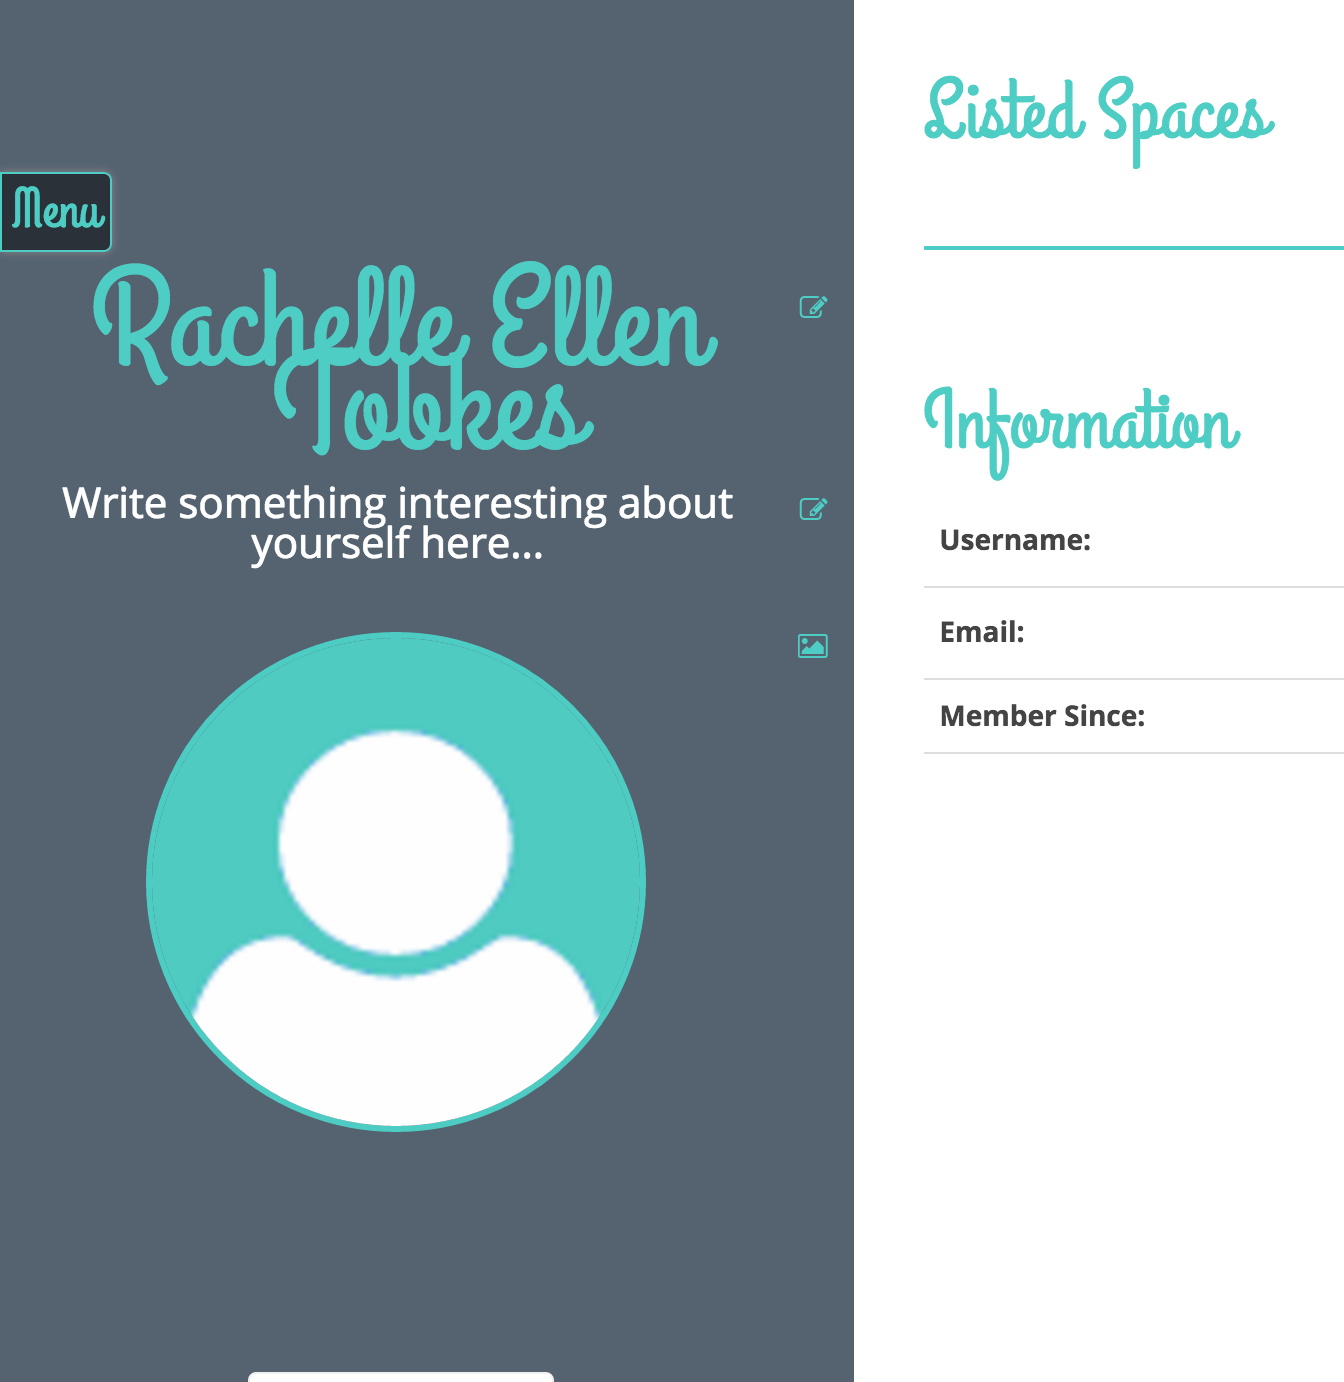 Menu
Rachelle Ellen
Tobkes
Write something interesting about
yourself here...
Listed Spaces
Information
Username:
Email:
Member Since: